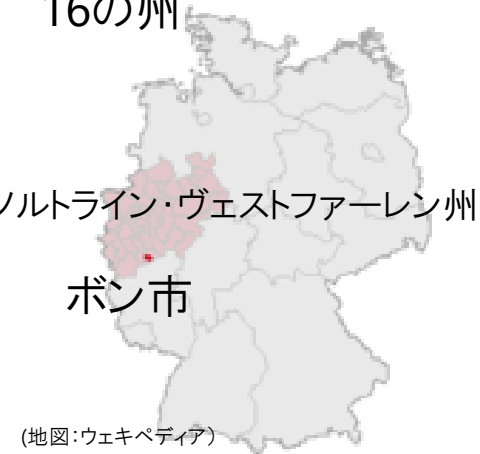 16の州
ノルトライン・ヴェストファーレン州
ボン市
(地図：ウェキペディア）